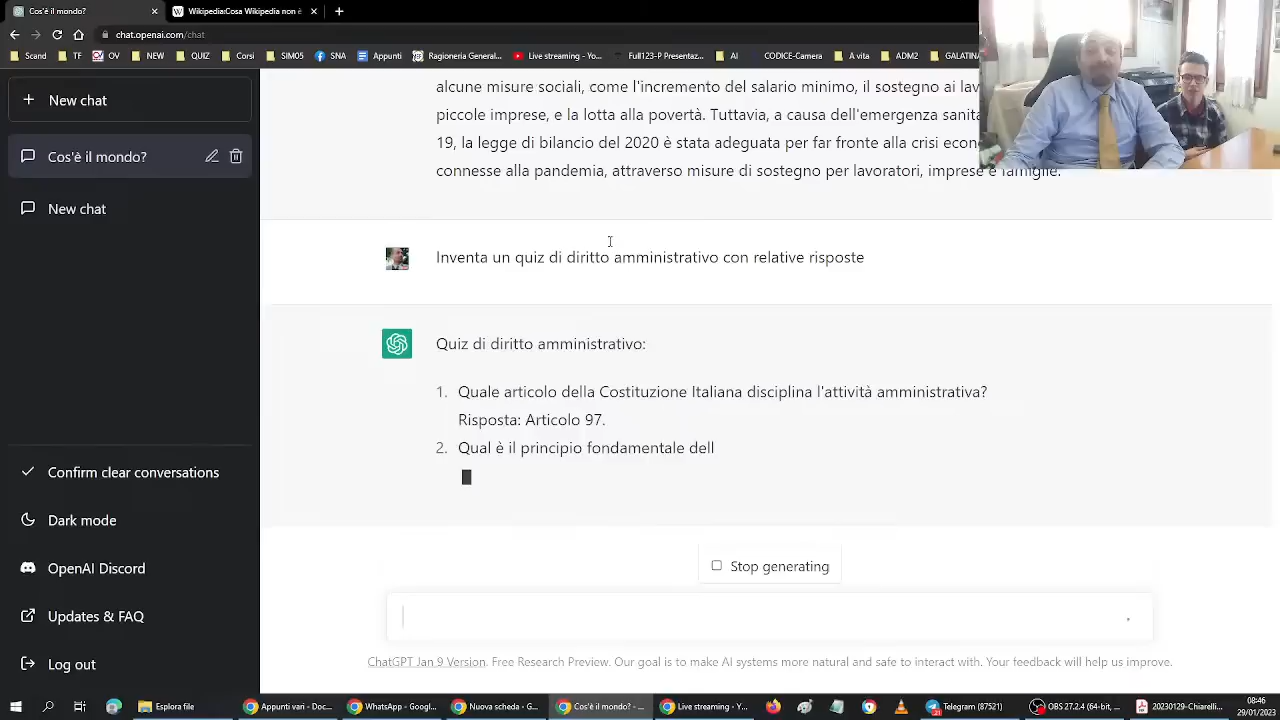 Cos'è il mondo?
Wikipedia:Cosa Wikipedia non è
chat.openai.com/chat
Scand TF OV NEW QUIZ Corsi SIM05 SNA Appunti Ragioneria General... Live streaming - Yo... Full123-P Presentaz... AI CODICE-Camera A vita ADM2 GALATINA
New chat
Cos'è il mondo?
New chat
Confirm clear conversations
Dark mode
OpenAI Discord
Updates & FAQ
Log out
alcune misure sociali, come l'incremento del salario minimo, il sostegno ai lav
piccole imprese, e la lotta alla povertà. Tuttavia, a causa dell'emergenza sanita
19, la legge di bilancio del 2020 è stata adeguata per far fronte alla crisi econ
connesse alla pandemia, attraverso misure di sostegno per lavoratori, imprese e famiglie.
Inventa un quiz di diritto amministrativo con relative risposte
Quiz di diritto amministrativo:
1. Quale articolo della Costituzione Italiana disciplina l'attività amministrativa?
Risposta: Articolo 97.
2. Qual è il principio fondamentale dell
Stop generating
ChatGPT Jan 9 Version. Free Research Preview. Our goal is to make AI systems more natural and safe to interact with. Your feedback will help us improve.
Esplora file
Appunti vari - Doc...
WhatsApp - Googl...
Nuova scheda - G...
Cos'è il mondo? - ...
Live streaming - Yo...
Telegram (87521)
OBS 27.2.4 (64-bit, ...
20230129-Chiarelli...
08:46
29/01/2023